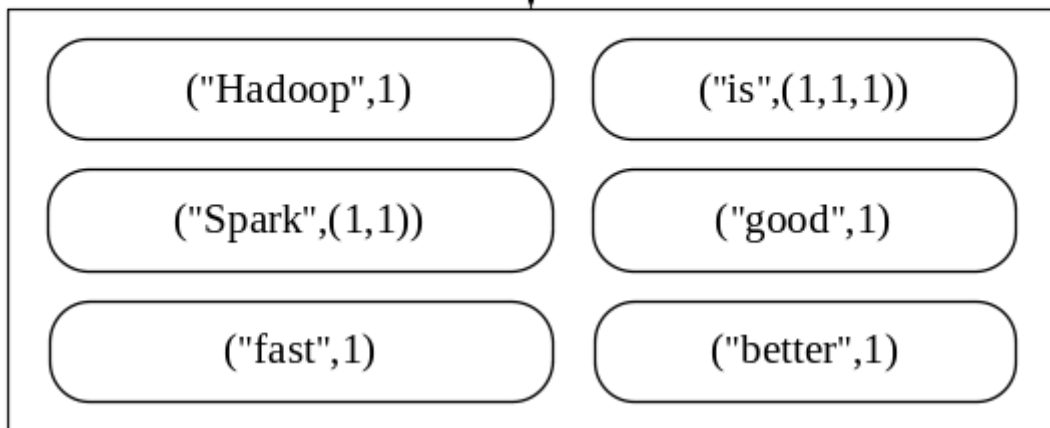 ("Hadoop",1)
("is",(1,1,1))
("Spark",(1,1))
("good",1)
("fast",1)
("better",1)